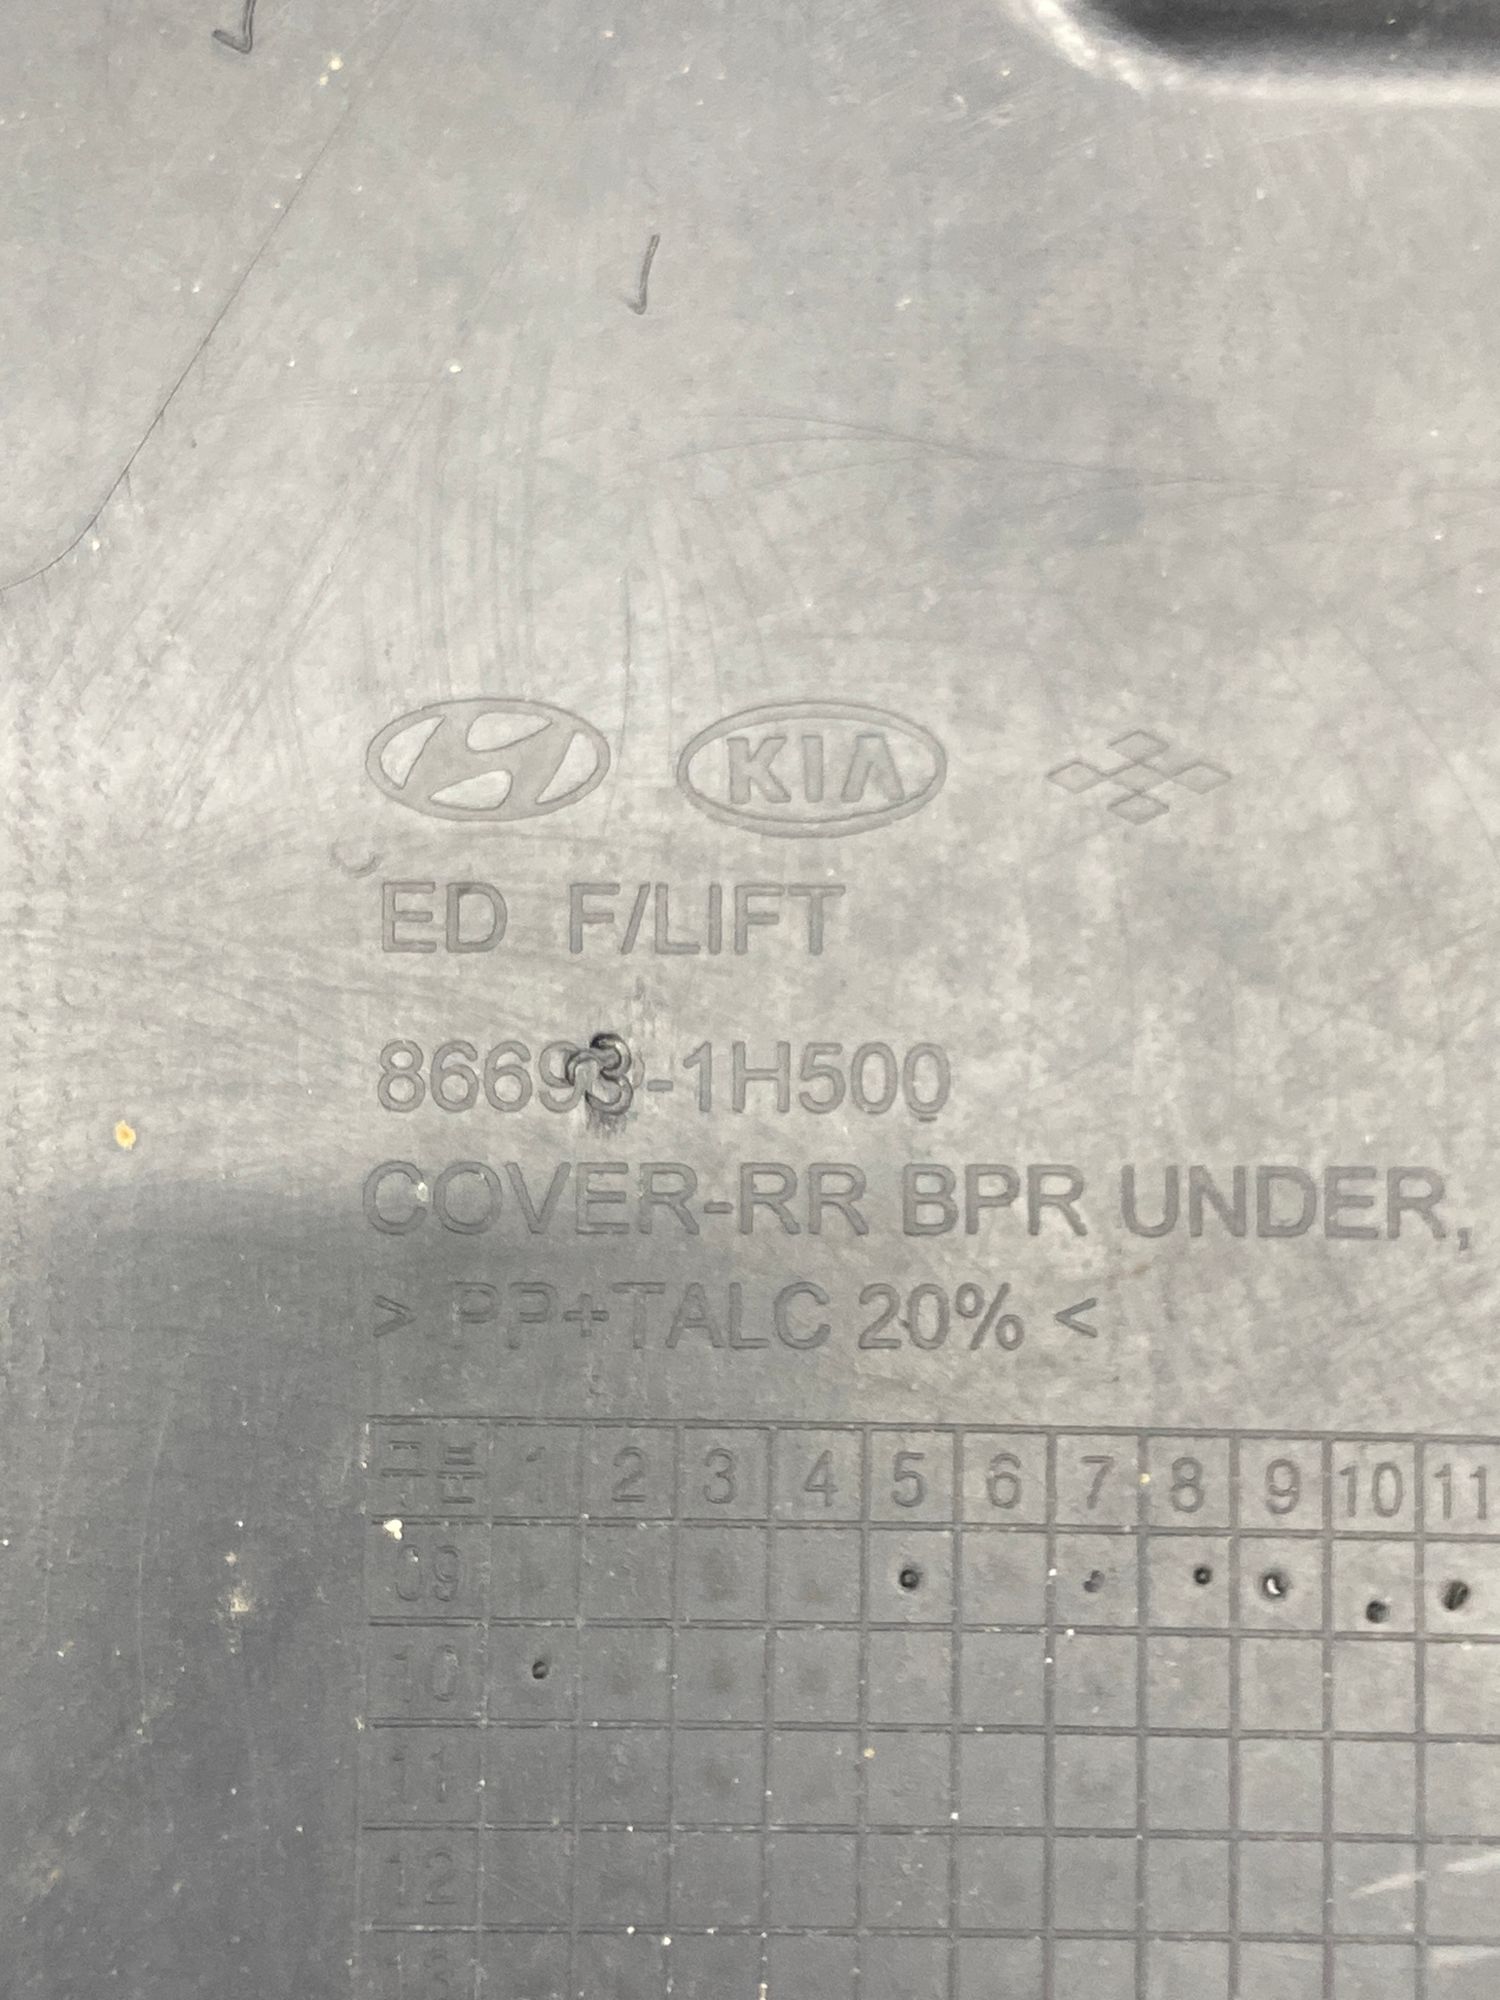 KIA
ED F/LIFT
86693-1H500
COVER-RR BPR UNDER,
> PP+TALC 20% <
구분 1 2 3 4 5 6 7 8 9 10 11
09
10
11
12